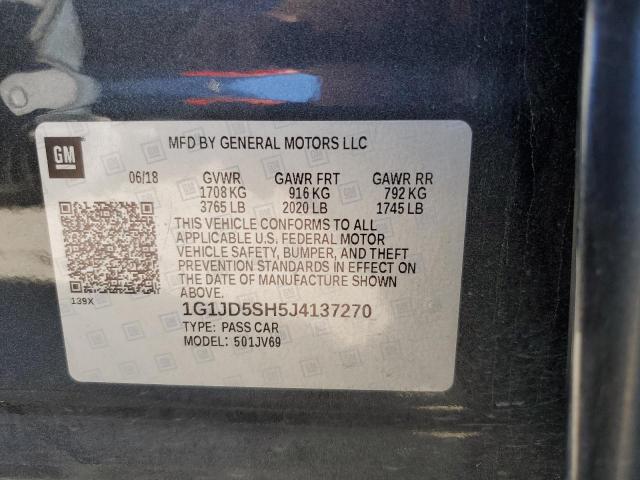 GM
MFD BY GENERAL MOTORS LLC
06/18 GVWR GAWR FRT GAWR RR
1708 KG 916 KG 792 KG
3765 LB 2020 LB 1745 LB
THIS VEHICLE CONFORMS TO ALL
APPLICABLE U.S. FEDERAL MOTOR
VEHICLE SAFETY, BUMPER, AND THEFT
PREVENTION STANDARDS IN EFFECT ON
THE DATE OF MANUFACTURE SHOWN
ABOVE.
139X
1G1JD5SH5J4137270
TYPE: PASS CAR
MODEL: 501JV69